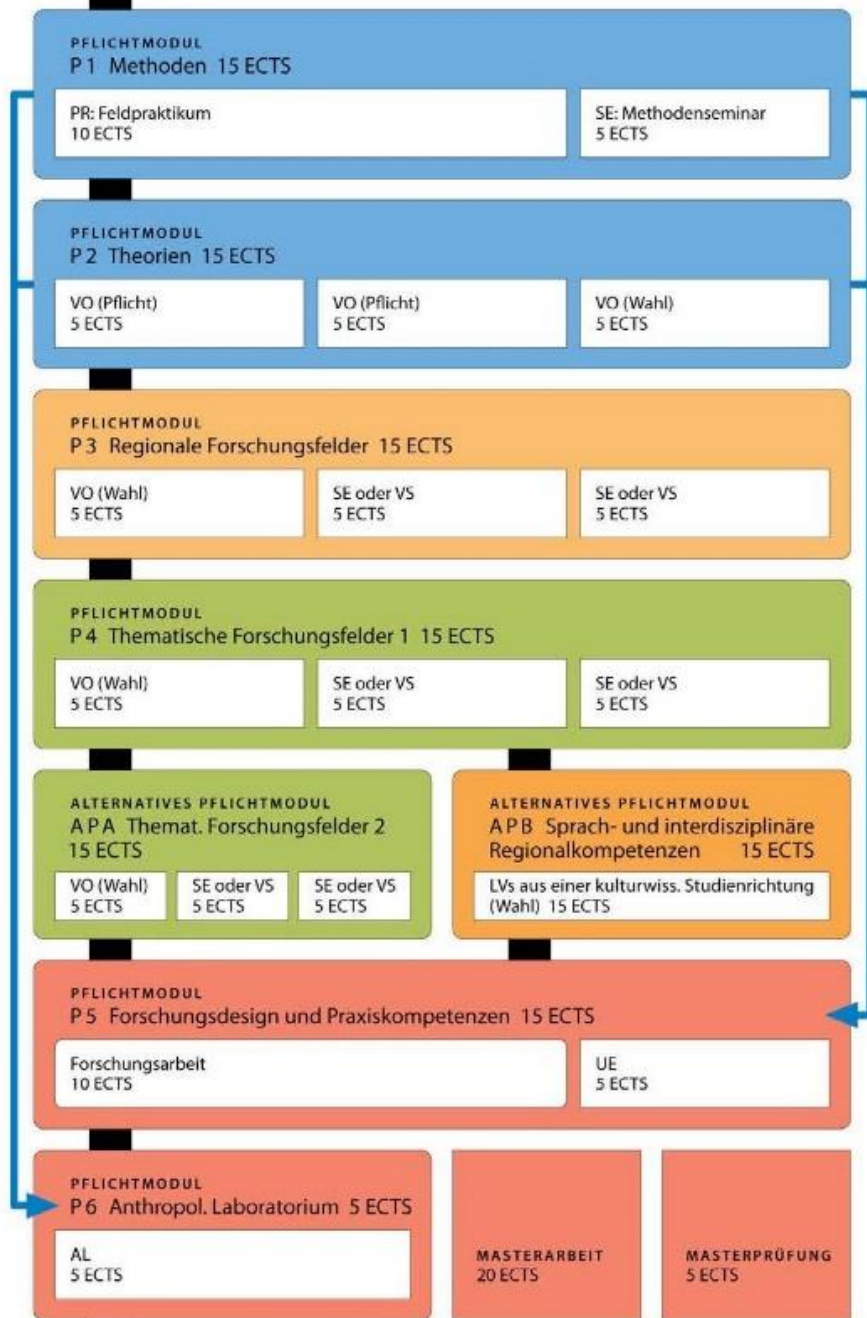 PFLICHTMODUL
P 1 Methoden 15 ECTS
PR: Feldpraktikum
10 ECTS
SE: Methodenseminar
5 ECTS
PFLICHTMODUL
P 2 Theorien 15 ECTS
VO (Pflicht)
5 ECTS
VO (Pflicht)
5 ECTS
VO (Wahl)
5 ECTS
PFLICHTMODUL
P 3 Regionale Forschungsfelder 15 ECTS
VO (Wahl)
5 ECTS
SE oder VS
5 ECTS
SE oder VS
5 ECTS
PFLICHTMODUL
P 4 Thematische Forschungsfelder 1 15 ECTS
VO (Wahl)
5 ECTS
SE oder VS
5 ECTS
SE oder VS
5 ECTS
ALTERNATIVES PFLICHTMODUL
A P A Themat. Forschungsfelder 2
15 ECTS
VO (Wahl)
5 ECTS
SE oder VS
5 ECTS
SE oder VS
5 ECTS
ALTERNATIVES PFLICHTMODUL
A P B Sprach- und interdisziplinäre
Regionalkompetenzen 15 ECTS
LVs aus einer kulturwiss. Studienrichtung
(Wahl) 15 ECTS
PFLICHTMODUL
P 5 Forschungsdesign und Praxiskompetenzen 15 ECTS
Forschungsarbeit
10 ECTS
UE
5 ECTS
PFLICHTMODUL
P 6 Anthropol. Laboratorium 5 ECTS
AL
5 ECTS
MASTERARBEIT
20 ECTS
MASTERPRÜFUNG
5 ECTS